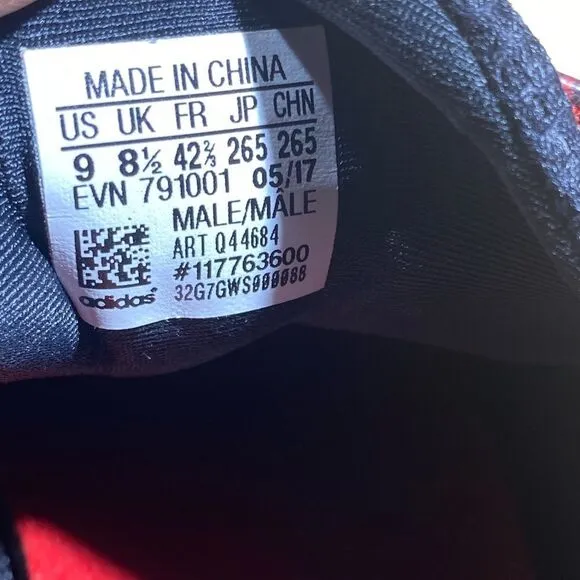 MADE IN CHINA
US UK FR JP CHN
9 8½ 42⅔ 265 265
EVN 791001 05/17
MALE/MÂLE
ART Q44684
#117763600
32G7GWS000088
adidas